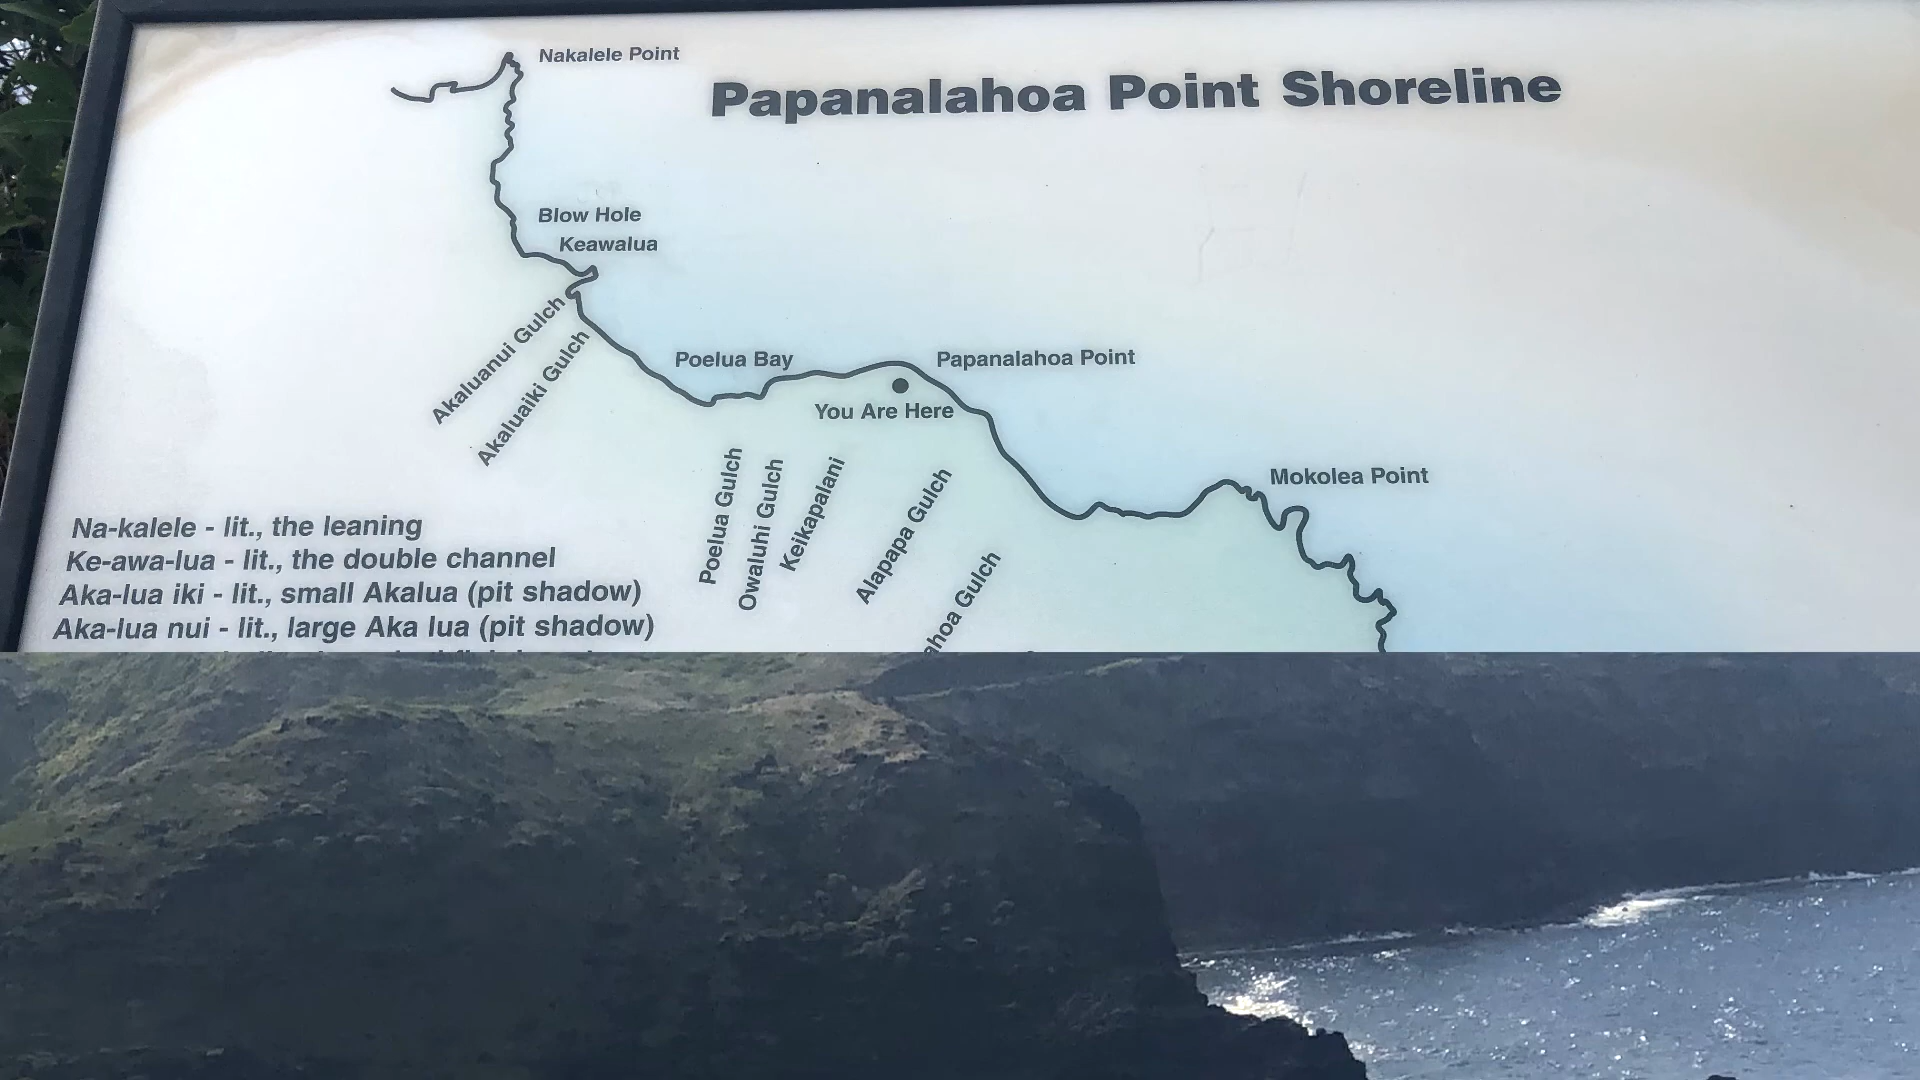 Nakalele Point
Papanalahoa Point Shoreline
Blow Hole
Keawalua
Akaluanui Gulch
Akaluaiki Gulch
Poelua Bay
Papanalahoa Point
You Are Here
Mokolea Point
Poelua Gulch
Owaluhi Gulch
Keikapalani
Alapapa Gulch
Gulch
Na-kalele - lit., the leaning
Ke-awa-lua - lit., the double channel
Aka-lua iki - lit., small Akalua (pit shadow)
Aka-lua nui - lit., large Aka lua (pit shadow)